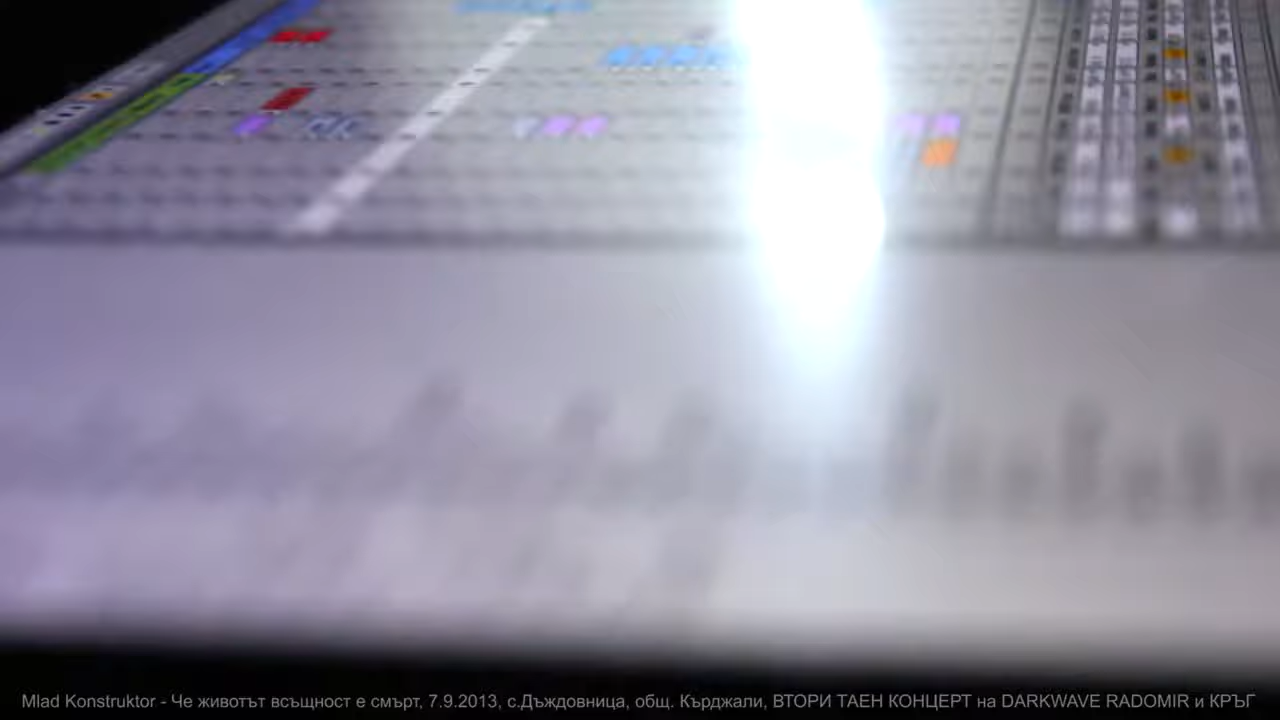 Mlad Konstruktor - Че животът всъщност е смърт, 7.9.2013, с.Дъждовница, общ. Кърджали, ВТОРИ ТАЕН КОНЦЕРТ на DARKWAVE RADOMIR и КРЪГ